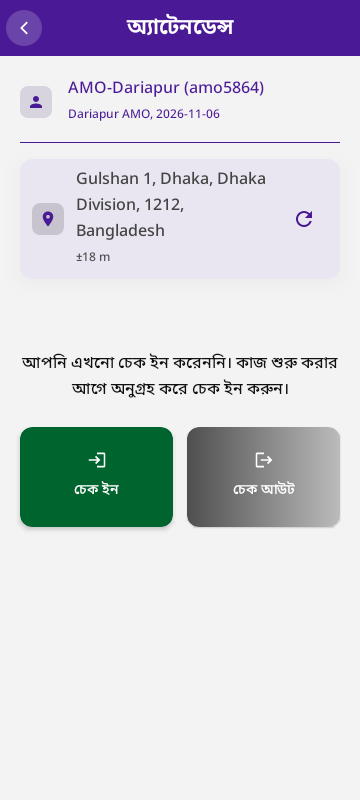 অ্যাটেনডেন্স
AMO-Dariapur (amo5864)
Dariapur AMO, 2026-11-06
Gulshan 1, Dhaka, Dhaka
Division, 1212,
Bangladesh
±18 m
আপনি এখনো চেক ইন করেননি। কাজ শুরু করার
আগে অনুগ্রহ করে চেক ইন করুন।
চেক ইন
চেক আউট